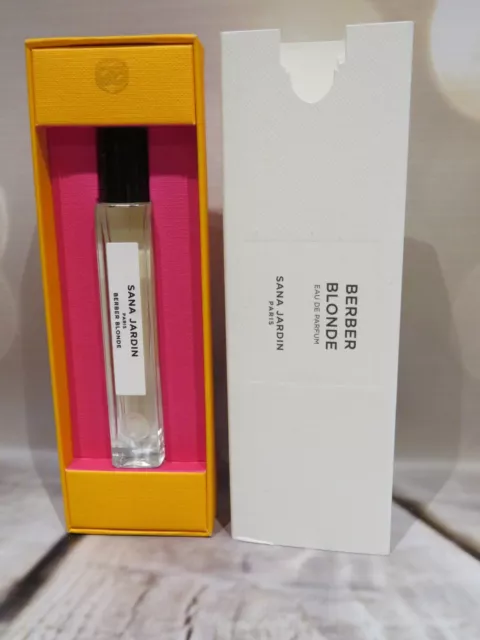 SANA JARDIN
PARIS
BERBER BLONDE
BERBER
BLONDE
EAU DE PARFUM
SANA JARDIN
PARIS